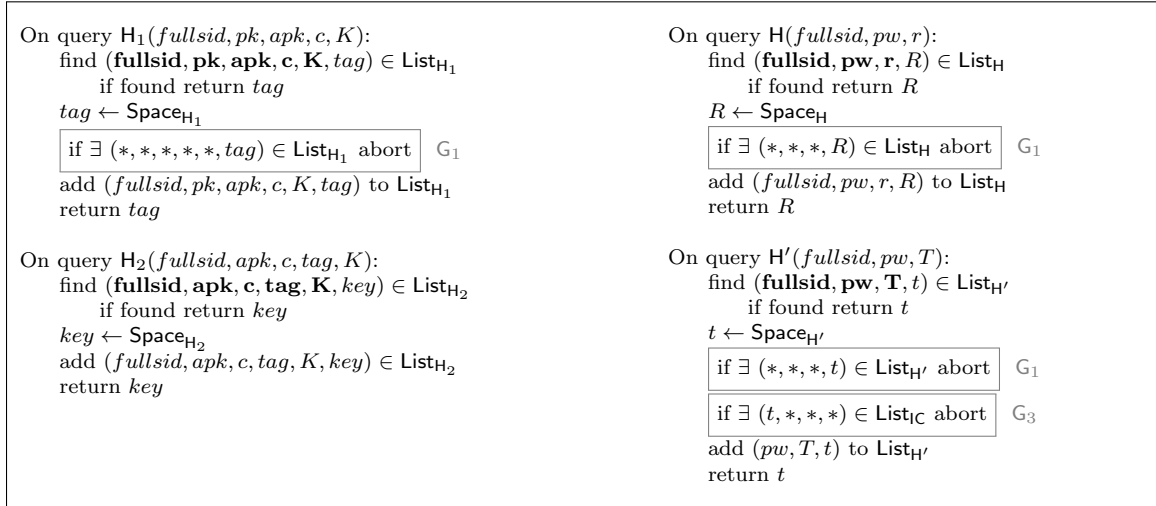 On query H₁(fullsid, pk, apk, c, K):
find (fullsid, pk, apk, c, K, tag) ∈ List_H₁
if found return tag
tag ← Space_H₁
if ∃ (∗, ∗, ∗, ∗, ∗, tag) ∈ List_H₁ abort G₁
add (fullsid, pk, apk, c, K, tag) to List_H₁
return tag
On query H₂(fullsid, apk, c, tag, K):
find (fullsid, apk, c, tag, K, key) ∈ List_H₂
if found return key
key ← Space_H₂
add (fullsid, apk, c, tag, K, key) ∈ List_H₂
return key
On query H(fullsid, pw, r):
find (fullsid, pw, r, R) ∈ List_H
if found return R
R ← Space_H
if ∃ (∗, ∗, ∗, R) ∈ List_H abort G₁
add (fullsid, pw, r, R) to List_H
return R
On query H′(fullsid, pw, T):
find (fullsid, pw, T, t) ∈ List_H′
if found return t
t ← Space_H′
if ∃ (∗, ∗, ∗, t) ∈ List_H′ abort G₁
if ∃ (t, ∗, ∗, ∗) ∈ List_IC abort G₃
add (pw, T, t) to List_H′
return t